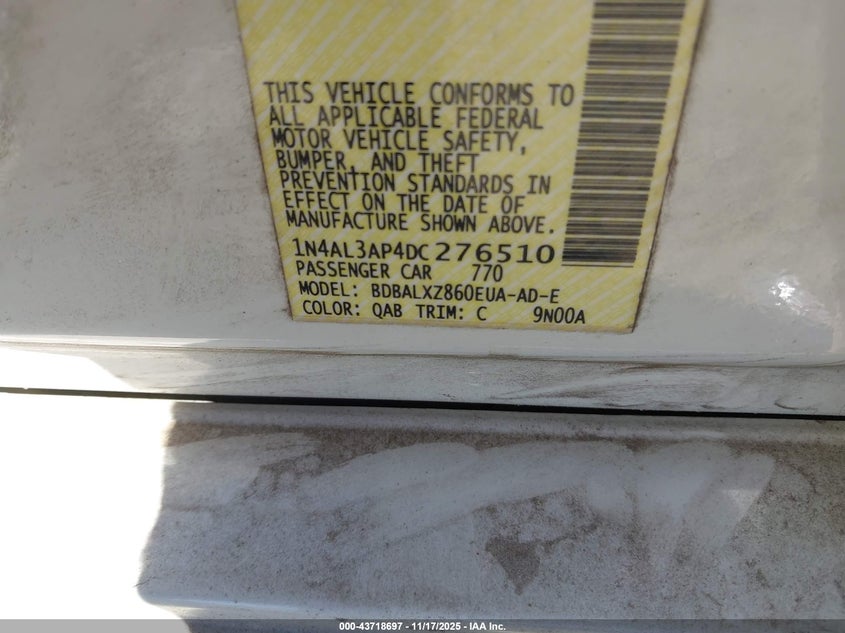 THIS VEHICLE CONFORMS TO
ALL APPLICABLE FEDERAL
MOTOR VEHICLE SAFETY,
BUMPER, AND THEFT
PREVENTION STANDARDS IN
EFFECT ON THE DATE OF
MANUFACTURE SHOWN ABOVE.
1N4AL3AP4DC276510
PASSENGER CAR 770
MODEL: BDBALXZ860EUA-AD-E
COLOR: QAB TRIM: C 9N00A
000-43718697 - 11/17/2025 - IAA Inc.